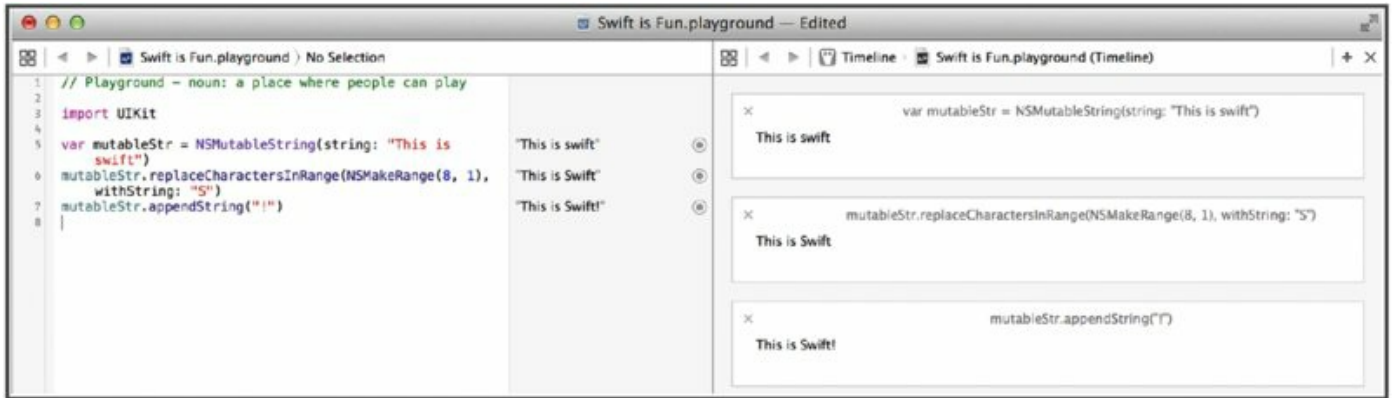 Swift is Fun.playground — Edited
Swift is Fun.playground › No Selection
1 // Playground – noun: a place where people can play
2
3 import UIKit
4
5 var mutableStr = NSMutableString(string: "This is
swift")
6 mutableStr.replaceCharactersInRange(NSMakeRange(8, 1),
withString: "S")
7 mutableStr.appendString("!")
8
"This is swift"
"This is Swift"
"This is Swift!"
Timeline › Swift is Fun.playground (Timeline)
var mutableStr = NSMutableString(string: "This is swift")
This is swift
mutableStr.replaceCharactersInRange(NSMakeRange(8, 1), withString: "S")
This is Swift
mutableStr.appendString("!")
This is Swift!